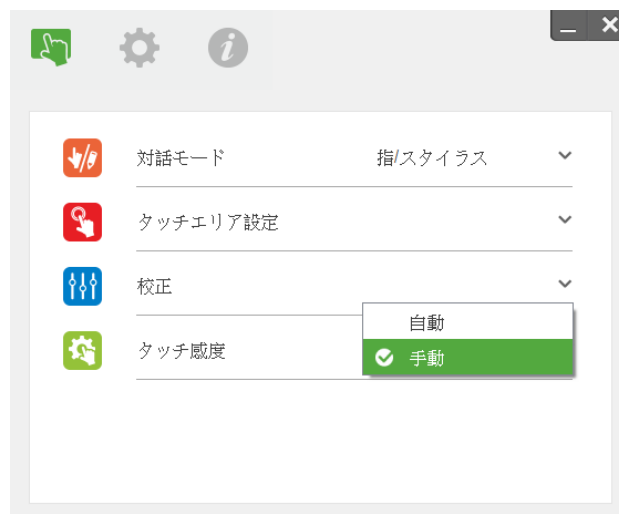 対話モード 指/スタイラス
タッチエリア設定
校正
自動
タッチ感度
手動